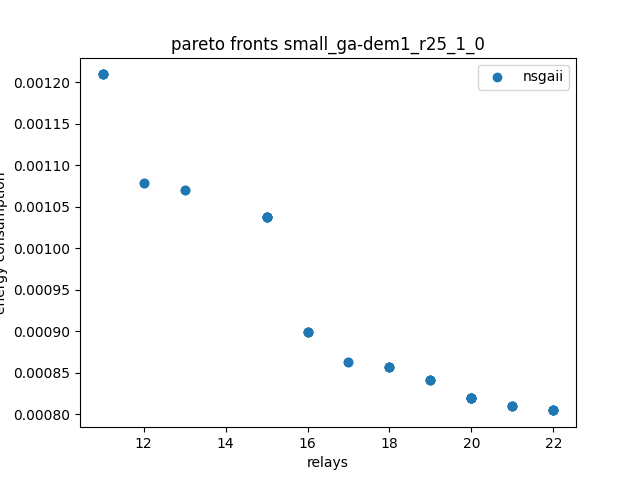 pareto fronts small_ga-dem1_r25_1_0
nsgaii
0.00120
0.00115
0.00110
0.00105
0.00100
0.00095
0.00090
0.00085
0.00080
energy consumption
12 14 16 18 20 22
relays